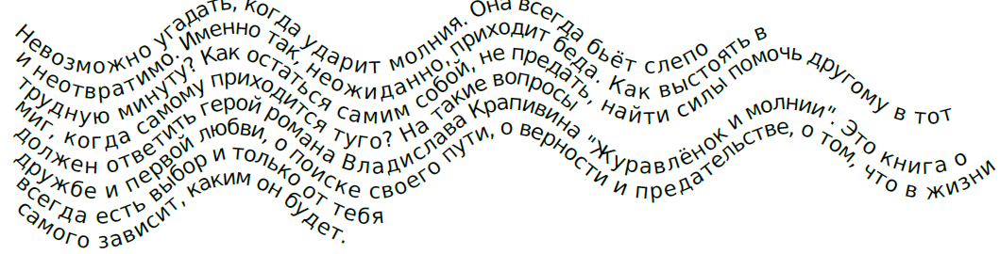 Невозможно угадать, когда ударит молния. Она всегда бьёт слепо
и неотвратимо. Именно так, неожиданно, приходит беда. Как выстоять в
трудную минуту? Как остаться самим собой, не предать, найти силы помочь другому в тот
миг, когда самому приходится туго? На такие вопросы
должен ответить герой романа Владислава Крапивина "Журавлёнок и молнии". Это книга о
дружбе и первой любви, о поиске своего пути, о верности и предательстве, о том, что в жизни
всегда есть выбор и только от тебя
самого зависит, каким он будет.